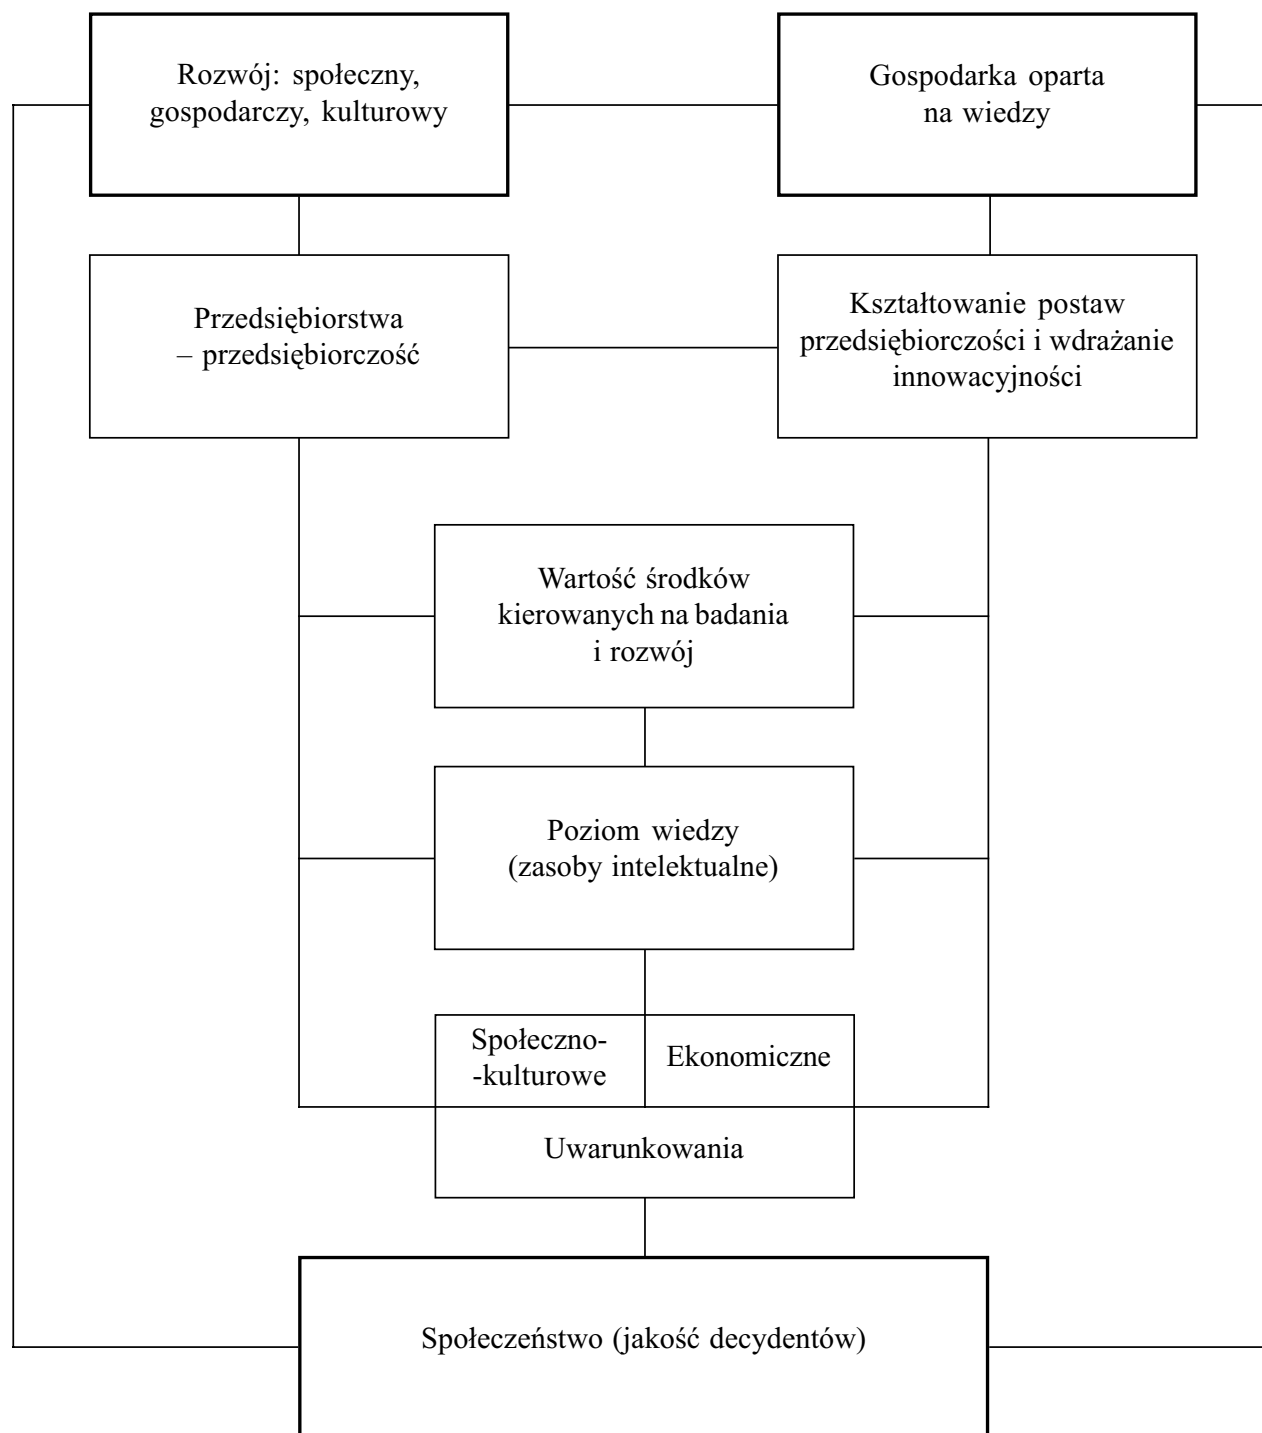 Rozwój: społeczny,
gospodarczy, kulturowy
Gospodarka oparta
na wiedzy
Przedsiębiorstwa
– przedsiębiorczość
Kształtowanie postaw
przedsiębiorczości i wdrażanie
innowacyjności
Wartość środków
kierowanych na badania
i rozwój
Poziom wiedzy
(zasoby intelektualne)
Społeczno-
-kulturowe
Ekonomiczne
Uwarunkowania
Społeczeństwo (jakość decydentów)